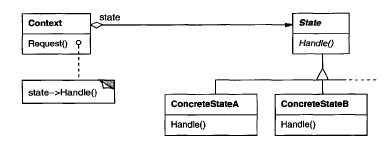 state
Context
State
Request()
Handle()
state->Handle()
ConcreteStateA
ConcreteStateB
Handle()
Handle()